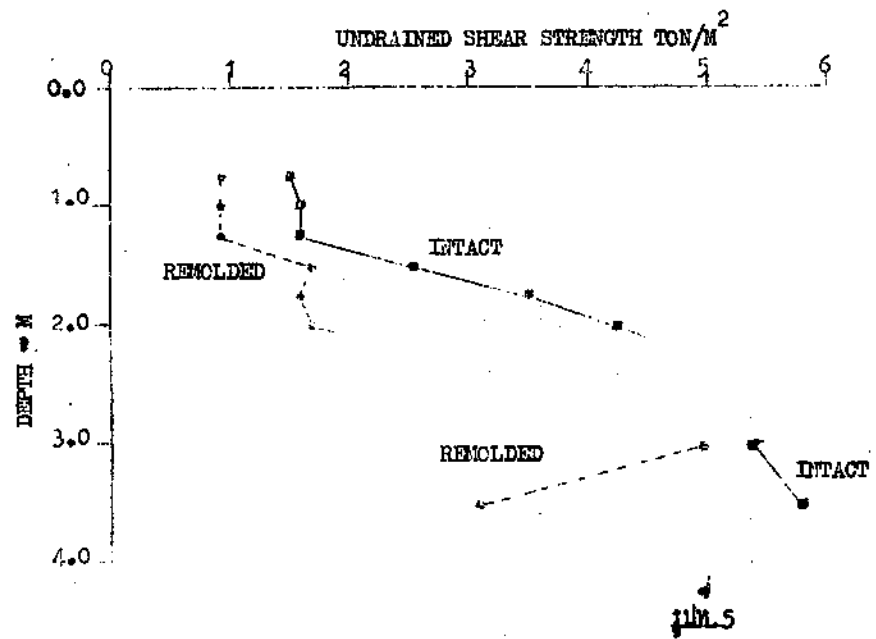 UNDRAINED SHEAR STRENGTH TON/M²
0 1 2 3 4 5 6
0.0
1.0
INTACT
REMOLDED
2.0
DEPTH - M
3.0
REMOLDED
INTACT
4.0